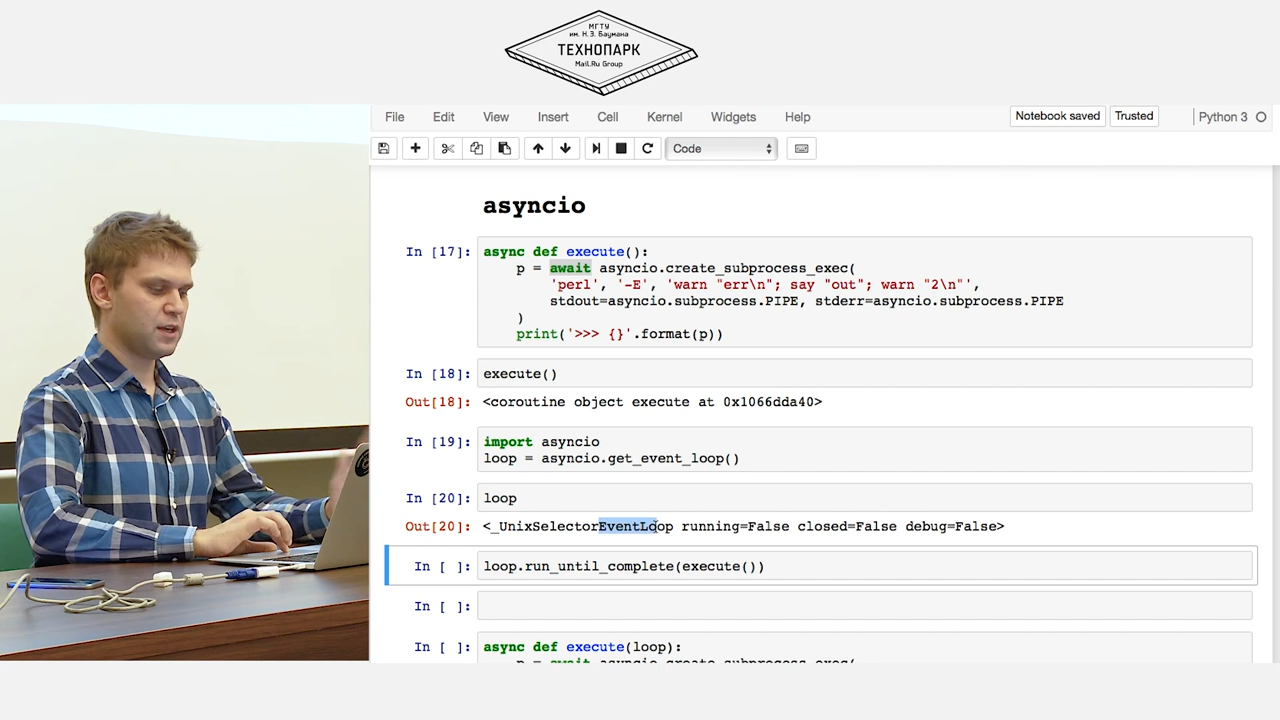 МГТУ
им. Н.Э. Баумана
ТЕХНОПАРК
Mail.Ru Group
File Edit View Insert Cell Kernel Widgets Help
Notebook saved Trusted Python 3
Code
asyncio
In [17]: async def execute():
p = await asyncio.create_subprocess_exec(
'perl', '-E', 'warn "err\n"; say "out"; warn "2\n"',
stdout=asyncio.subprocess.PIPE, stderr=asyncio.subprocess.PIPE
)
print('>>> {}'.format(p))
In [18]: execute()
Out[18]: <coroutine object execute at 0x1066dda40>
In [19]: import asyncio
loop = asyncio.get_event_loop()
In [20]: loop
Out[20]: <_UnixSelectorEventLoop running=False closed=False debug=False>
In [ ]: loop.run_until_complete(execute())
In [ ]:
In [ ]: async def execute(loop):
p = await asyncio.create_subprocess_exec(